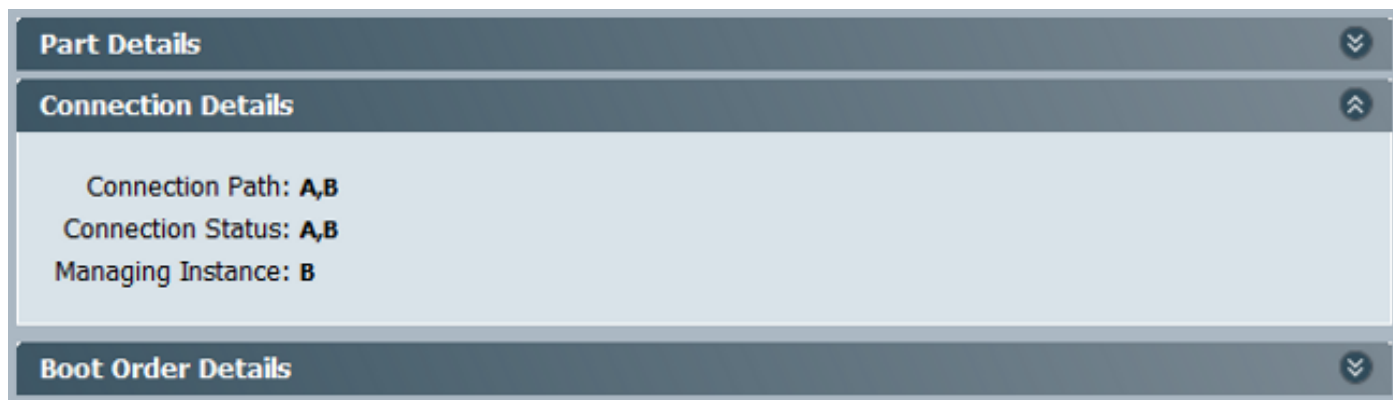 Part Details
Connection Details
Connection Path: A,B
Connection Status: A,B
Managing Instance: B
Boot Order Details